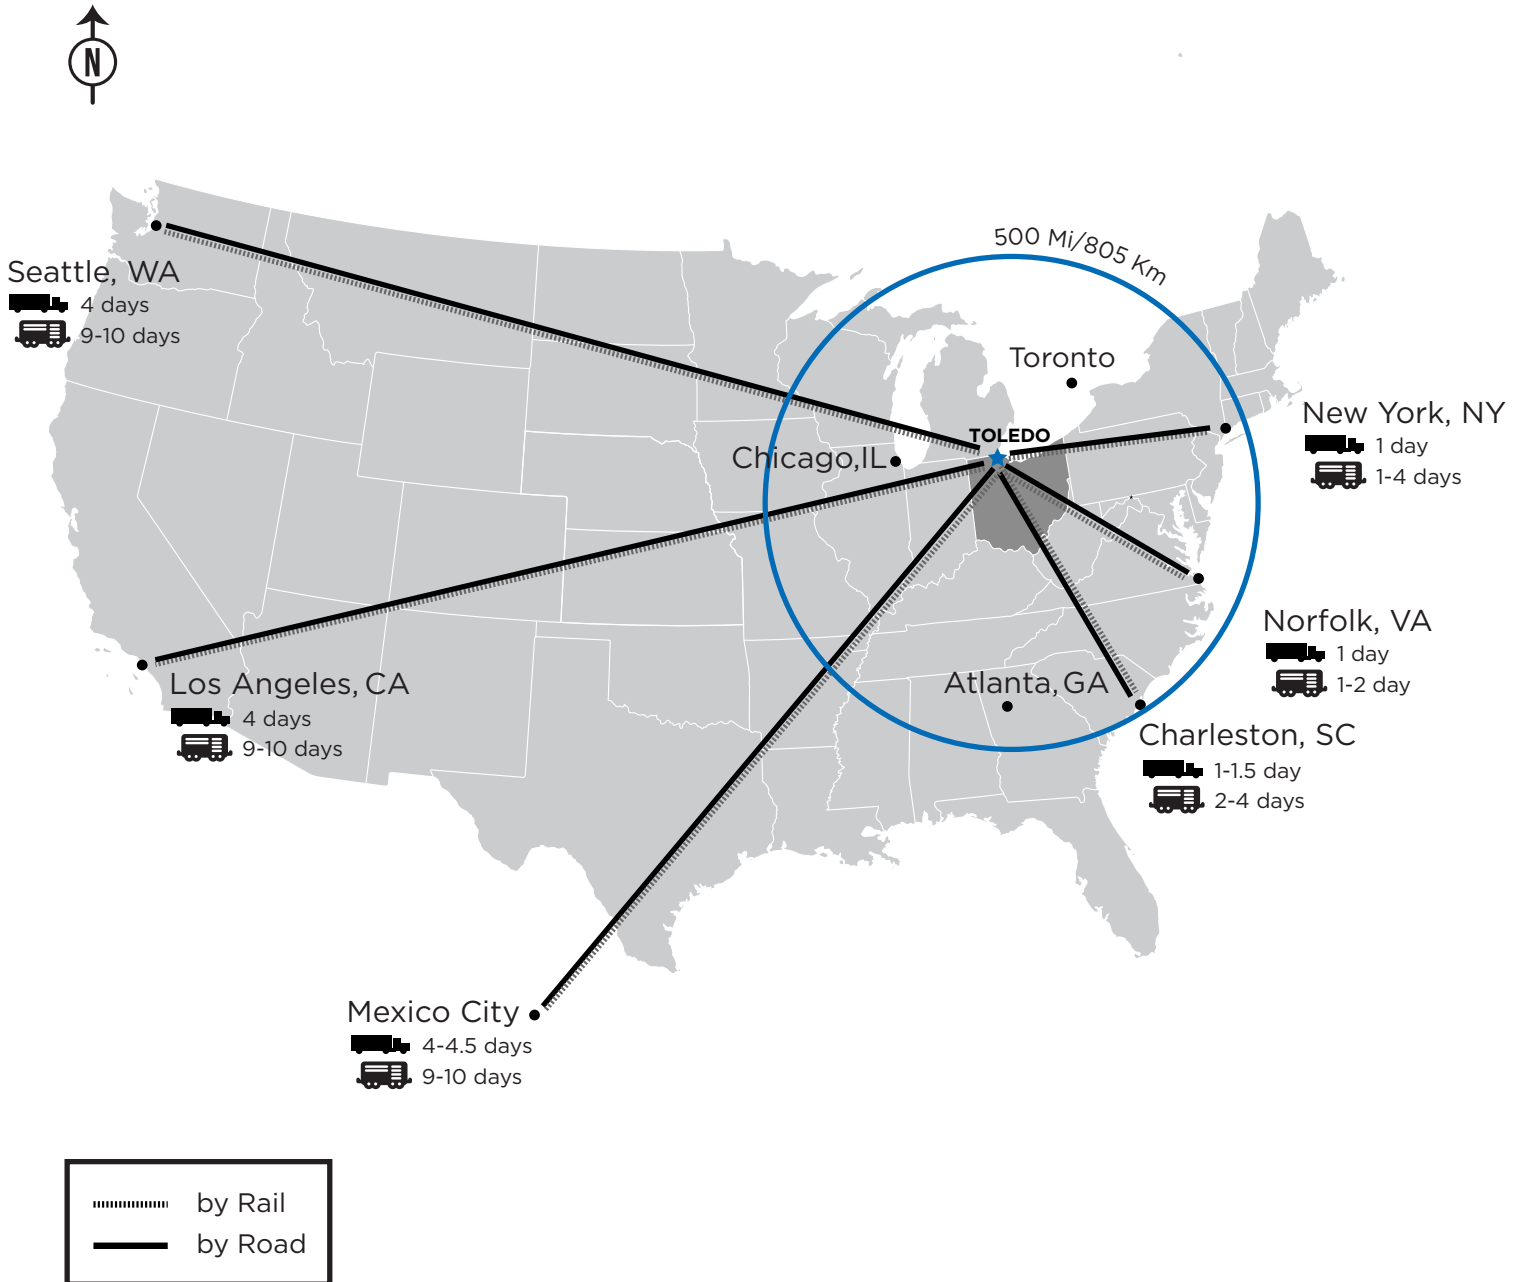 N
500 Mi/805 Km
Seattle, WA
4 days
9-10 days
Toronto
New York, NY
1 day
1-4 days
TOLEDO
Chicago, IL
Norfolk, VA
1 day
1-2 day
Los Angeles, CA
4 days
9-10 days
Atlanta, GA
Charleston, SC
1-1.5 day
2-4 days
Mexico City
4-4.5 days
9-10 days
by Rail
by Road